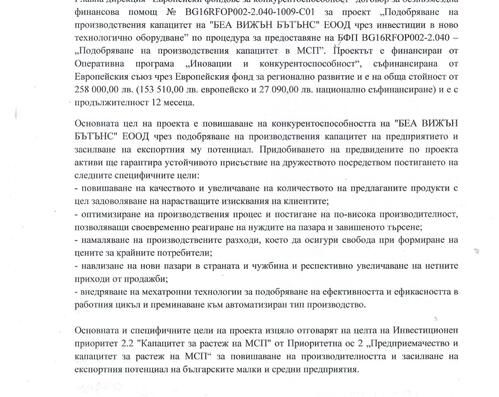 Главна дирекция "Европейски фондове за конкурентоспособност" договор за безвъзмездна
финансова помощ № BG16RFOP002-2.040-1009-C01 за проект „Подобряване на
производствения капацитет на "БЕА ВИЖЪН БЪТЪНС" ЕООД чрез инвестиции в ново
технологично оборудване” по процедура за предоставяне на БФП BG16RFOP002-2.040 –
„Подобряване на производствения капацитет в МСП”. Проектът е финансиран от
Оперативна програма „Иновации и конкурентоспособност“, съфинансирана от
Европейския съюз чрез Европейския фонд за регионално развитие и е на обща стойност от
258 000,00 лв. (153 510,00 лв. европейско и 27 090,00 лв. национално съфинансиране) и е с
продължителност 12 месеца.
Основната цел на проекта е повишаване на конкурентоспособността на "БЕА ВИЖЪН
БЪТЪНС" ЕООД чрез подобряване на производствения капацитет на предприятието и
засилване на експортния му потенциал. Придобиването на предвидените по проекта
активи ще гарантира устойчивото присъствие на дружеството посредством постигането на
следните специфичните цели:
- повишаване на качеството и увеличаване на количеството на предлаганите продукти с
цел задоволяване на нарастващите изисквания на клиентите;
- оптимизиране на производствения процес и постигане на по-висока производителност,
позволяващи своевременно реагиране на нуждите на пазара и завишеното търсене;
- намаляване на производствените разходи, което да осигури свобода при формиране на
цените за крайните потребители;
- навлизане на нови пазари в страната и чужбина и респективно увеличаване на нетните
приходи от продажби;
- внедряване на мехатронни технологии за подобряване на ефективността и ефикасността в
работния цикъл и преминаване към автоматизиран тип производство.
Основната и специфичните цели на проекта изцяло отговарят на целта на Инвестиционен
приоритет 2.2 "Капацитет за растеж на МСП" от Приоритетна ос 2 „Предприемачество и
капацитет за растеж на МСП“ за повишаване на производителността и засилване на
експортния потенциал на българските малки и средни предприятия.